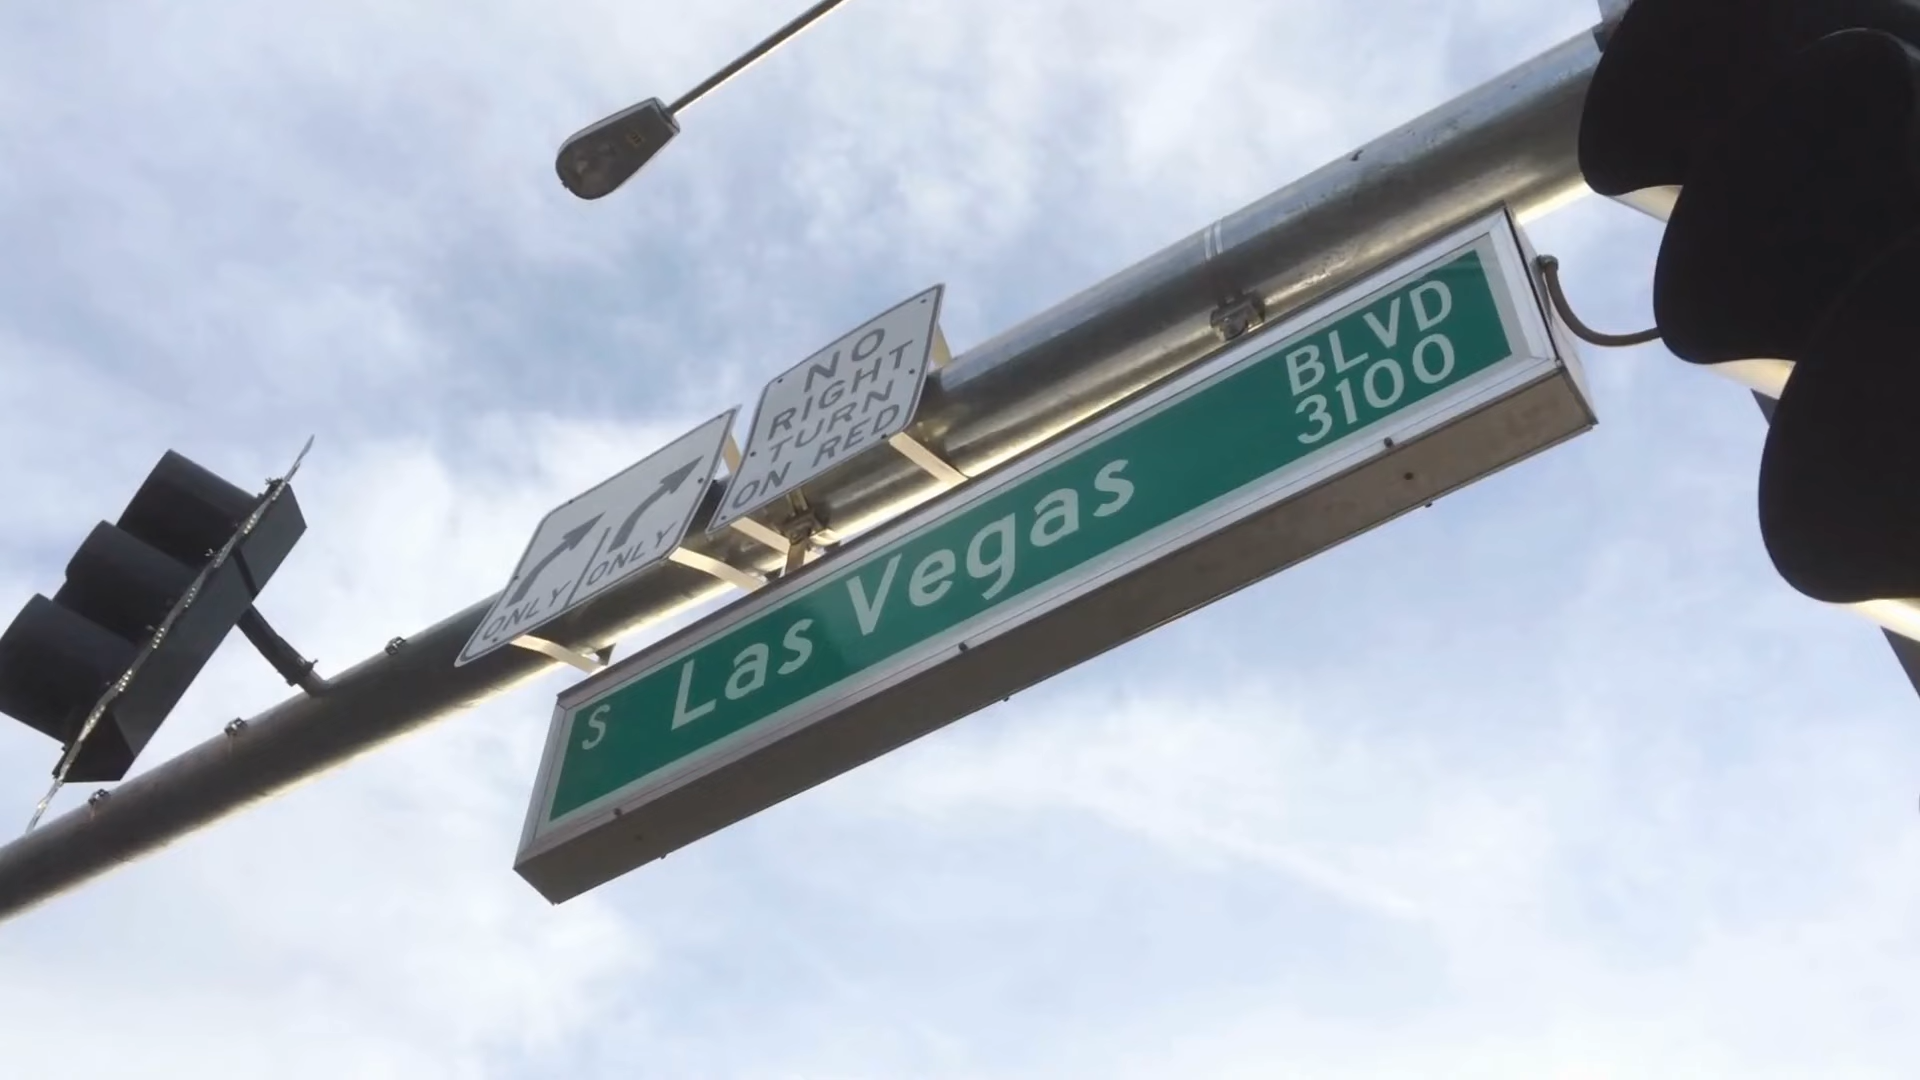 NO
RIGHT
TURN
ON RED
ONLY ONLY
S Las Vegas BLVD
3100